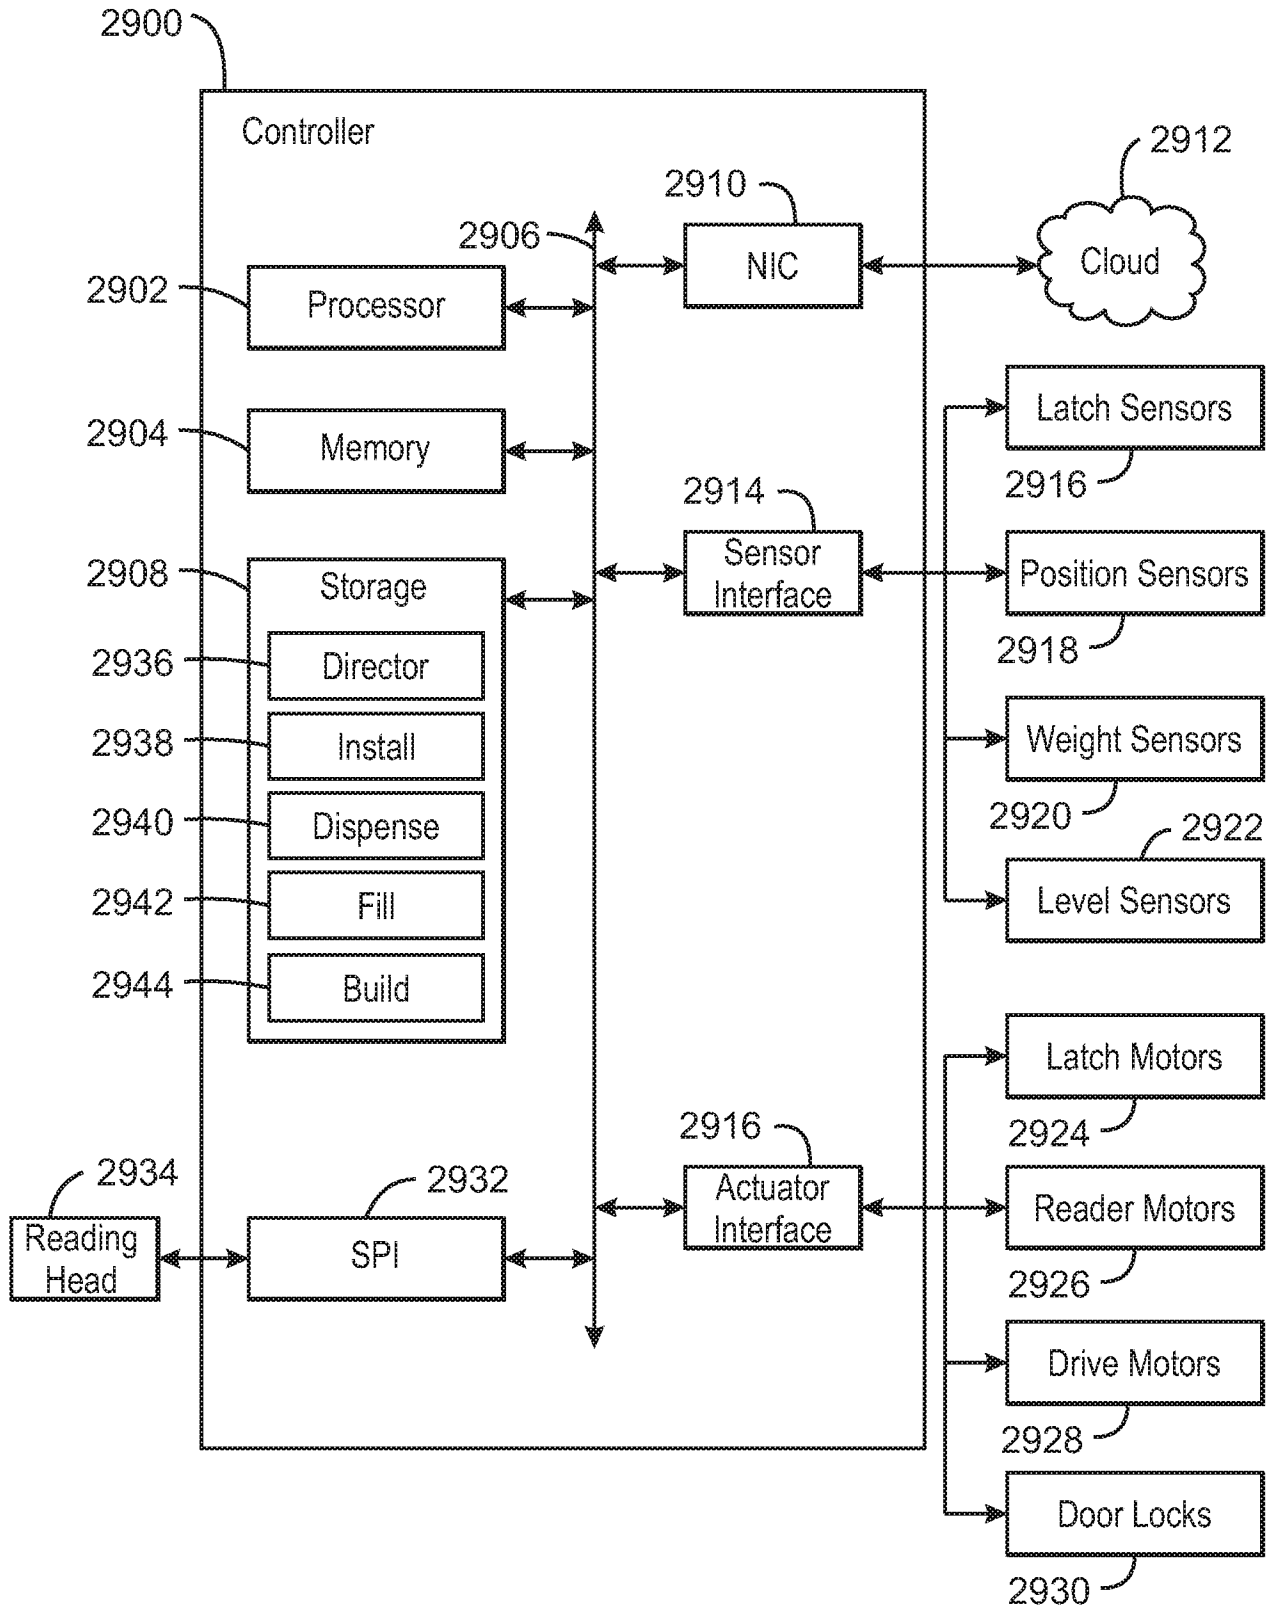 2900
Controller
2912
2910
2906
NIC
Cloud
2902
Processor
Latch Sensors
2904
Memory
2916
2914
Sensor
Interface
Position Sensors
2908
Storage
2918
2936
Director
2938
Install
Weight Sensors
2920
2940
Dispense
2922
2942
Fill
Level Sensors
2944
Build
Latch Motors
2916
2924
2934
2932
Actuator
Interface
Reader Motors
Reading
Head
SPI
2926
Drive Motors
2928
Door Locks
2930